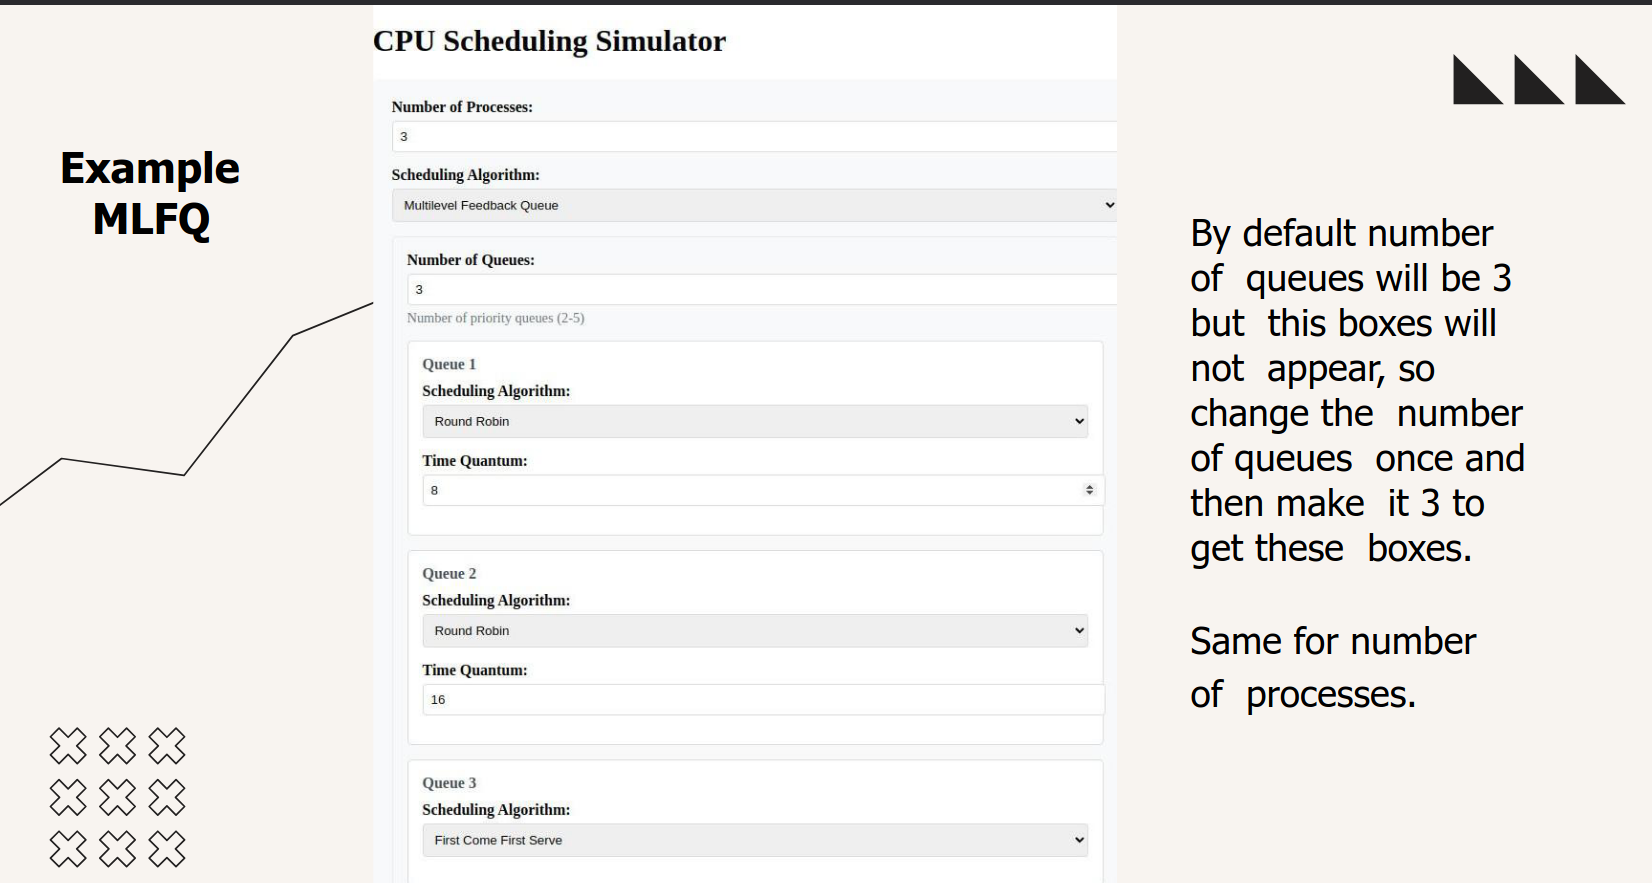 Example
MLFQ
CPU Scheduling Simulator
Number of Processes:
3
Scheduling Algorithm:
Multilevel Feedback Queue
Number of Queues:
3
Number of priority queues (2-5)
Queue 1
Scheduling Algorithm:
Round Robin
Time Quantum:
8
Queue 2
Scheduling Algorithm:
Round Robin
Time Quantum:
16
Queue 3
Scheduling Algorithm:
First Come First Serve
By default number
of queues will be 3
but this boxes will
not appear, so
change the number
of queues once and
then make it 3 to
get these boxes.
Same for number
of processes.